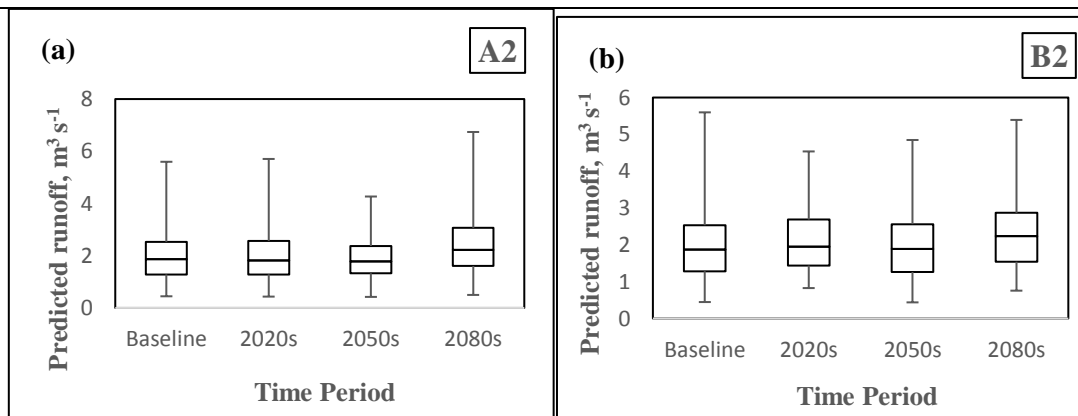 (a)
A2
Predicted runoff, m³ s⁻¹
8
6
4
2
0
Baseline 2020s 2050s 2080s
Time Period
(b)
B2
Predicted runoff, m³ s⁻¹
6
5
4
3
2
1
0
Baseline 2020s 2050s 2080s
Time Period